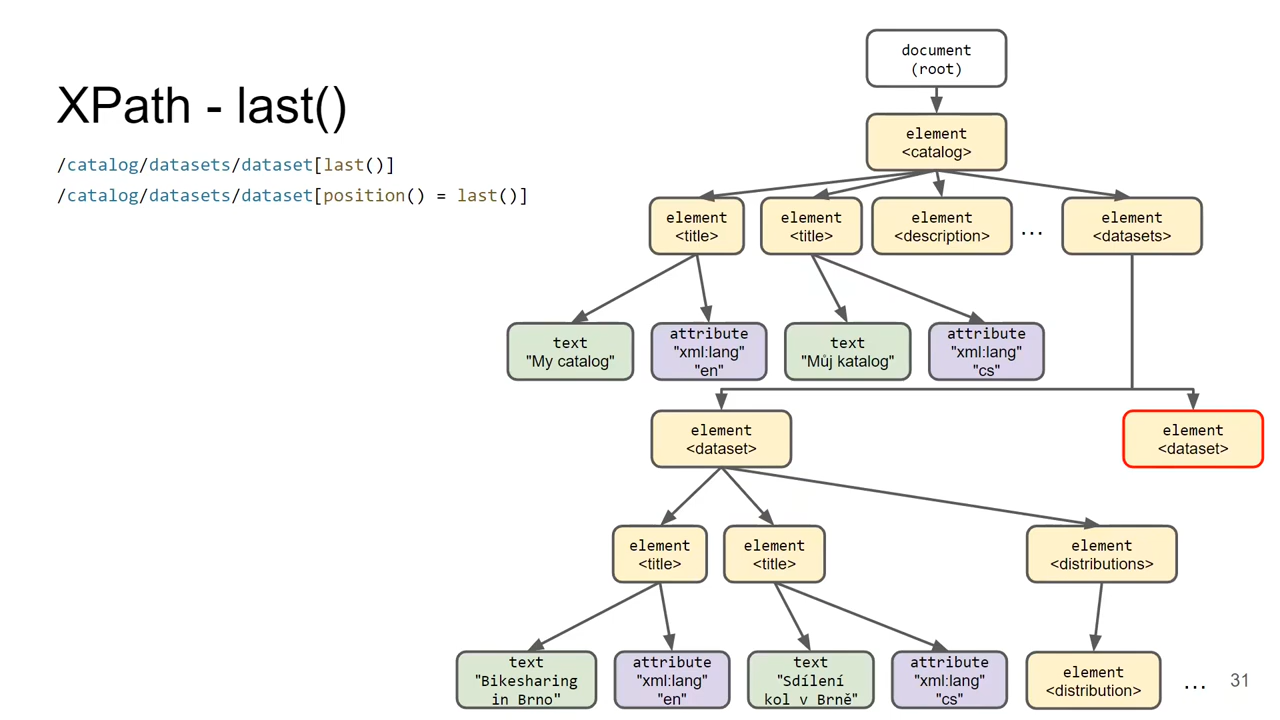 XPath - last()
/catalog/datasets/dataset[last()]
/catalog/datasets/dataset[position() = last()]
document
(root)
element
<catalog>
element
<title>
element
<title>
element
<description>
...
element
<datasets>
text
"My catalog"
attribute
"xml:lang"
"en"
text
"Můj katalog"
attribute
"xml:lang"
"cs"
element
<dataset>
element
<dataset>
element
<title>
element
<title>
element
<distributions>
text
"Bikesharing
in Brno"
attribute
"xml:lang"
"en"
text
"Sdílení
kol v Brně"
attribute
"xml:lang"
"cs"
element
<distribution>
...
31